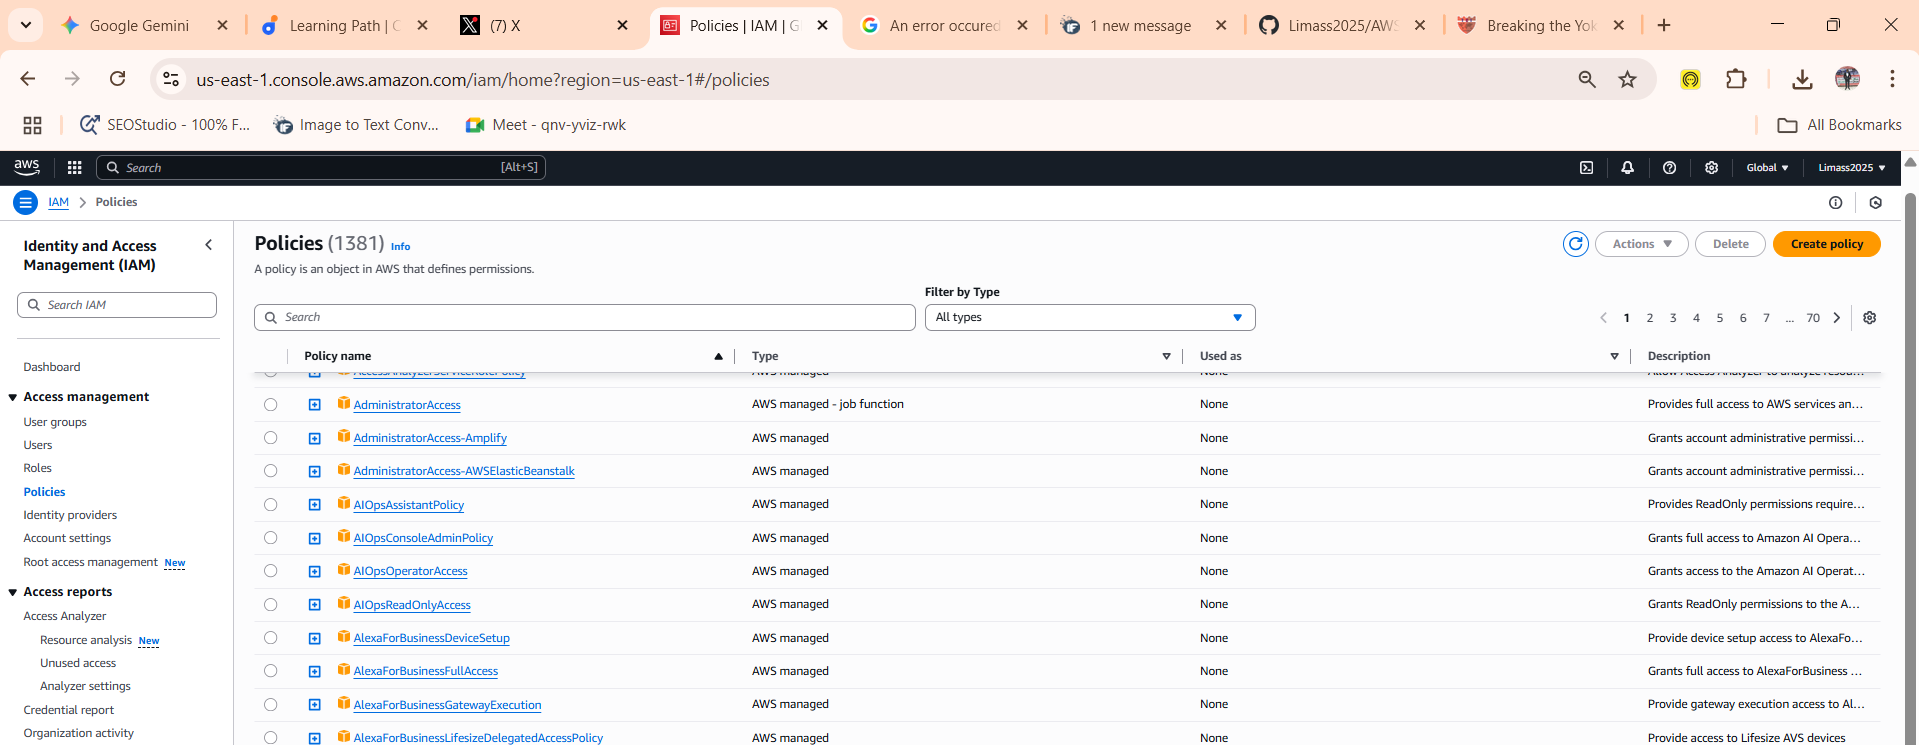 Google Gemini
Learning Path | C
(7) X
Policies | IAM | G
An error occured
1 new message
Limass2025/AWS
Breaking the Yok
us-east-1.console.aws.amazon.com/iam/home?region=us-east-1#/policies
SEOStudio - 100% F...
Image to Text Conv...
Meet - qnv-yviz-rwk
All Bookmarks
aws
Search
[Alt+S]
Global
Limass2025
IAM
Policies
Identity and Access
Management (IAM)
Search IAM
Dashboard
Access management
User groups
Users
Roles
Policies
Identity providers
Account settings
Root access management New
Access reports
Access Analyzer
Resource analysis New
Unused access
Analyzer settings
Credential report
Organization activity
Policies (1381) Info
A policy is an object in AWS that defines permissions.
Actions
Delete
Create policy
Filter by Type
Search
All types
1 2 3 4 5 6 7 ... 70
Policy name Type Used as Description
AccessAnalyzerServiceRolePolicy AWS managed None Allow Access Analyzer to analyze resou...
AdministratorAccess AWS managed - job function None Provides full access to AWS services an...
AdministratorAccess-Amplify AWS managed None Grants account administrative permissi...
AdministratorAccess-AWSElasticBeanstalk AWS managed None Grants account administrative permissi...
AIOpsAssistantPolicy AWS managed None Provides ReadOnly permissions require...
AIOpsConsoleAdminPolicy AWS managed None Grants full access to Amazon AI Opera...
AIOpsOperatorAccess AWS managed None Grants access to the Amazon AI Operat...
AIOpsReadOnlyAccess AWS managed None Grants ReadOnly permissions to the A...
AlexaForBusinessDeviceSetup AWS managed None Provide device setup access to AlexaFo...
AlexaForBusinessFullAccess AWS managed None Grants full access to AlexaForBusiness ...
AlexaForBusinessGatewayExecution AWS managed None Provide gateway execution access to Al...
AlexaForBusinessLifesizeDelegatedAccessPolicy AWS managed None Provide access to Lifesize AVS devices